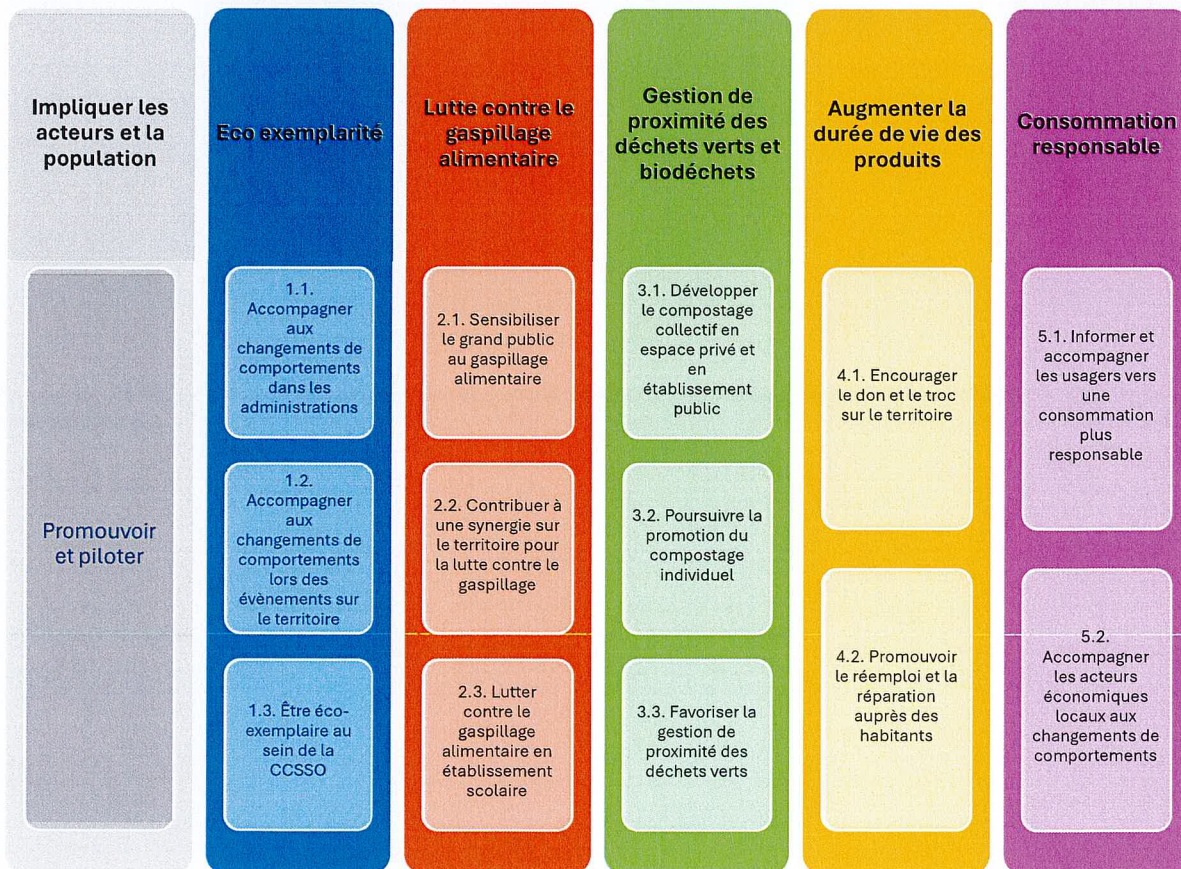 Impliquer les
acteurs et la
population
Promouvoir
et piloter
Eco exemplarité
1.1.
Accompagner
aux
changements de
comportements
dans les
administrations
1.2.
Accompagner
aux
changements de
comportements
lors des
évènements sur
le territoire
1.3. Être éco-
exemplaire au
sein de la
CCSSO
Lutte contre le
gaspillage
alimentaire
2.1. Sensibiliser
le grand public
au gaspillage
alimentaire
2.2. Contribuer à
une synergie sur
le territoire pour
la lutte contre le
gaspillage
2.3. Lutter
contre le
gaspillage
alimentaire en
établissement
scolaire
Gestion de
proximité des
déchets verts et
biodéchets
3.1. Développer
le compostage
collectif en
espace privé et
en
établissement
public
3.2. Poursuivre la
promotion du
compostage
individuel
3.3. Favoriser la
gestion de
proximité des
déchets verts
Augmenter la
durée de vie des
produits
4.1. Encourager
le don et le troc
sur le territoire
4.2. Promouvoir
le réemploi et la
réparation
auprès des
habitants
Consommation
responsable
5.1. Informer et
accompagner
les usagers vers
une
consommation
plus
responsable
5.2.
Accompagner
les acteurs
économiques
locaux aux
changements de
comportements